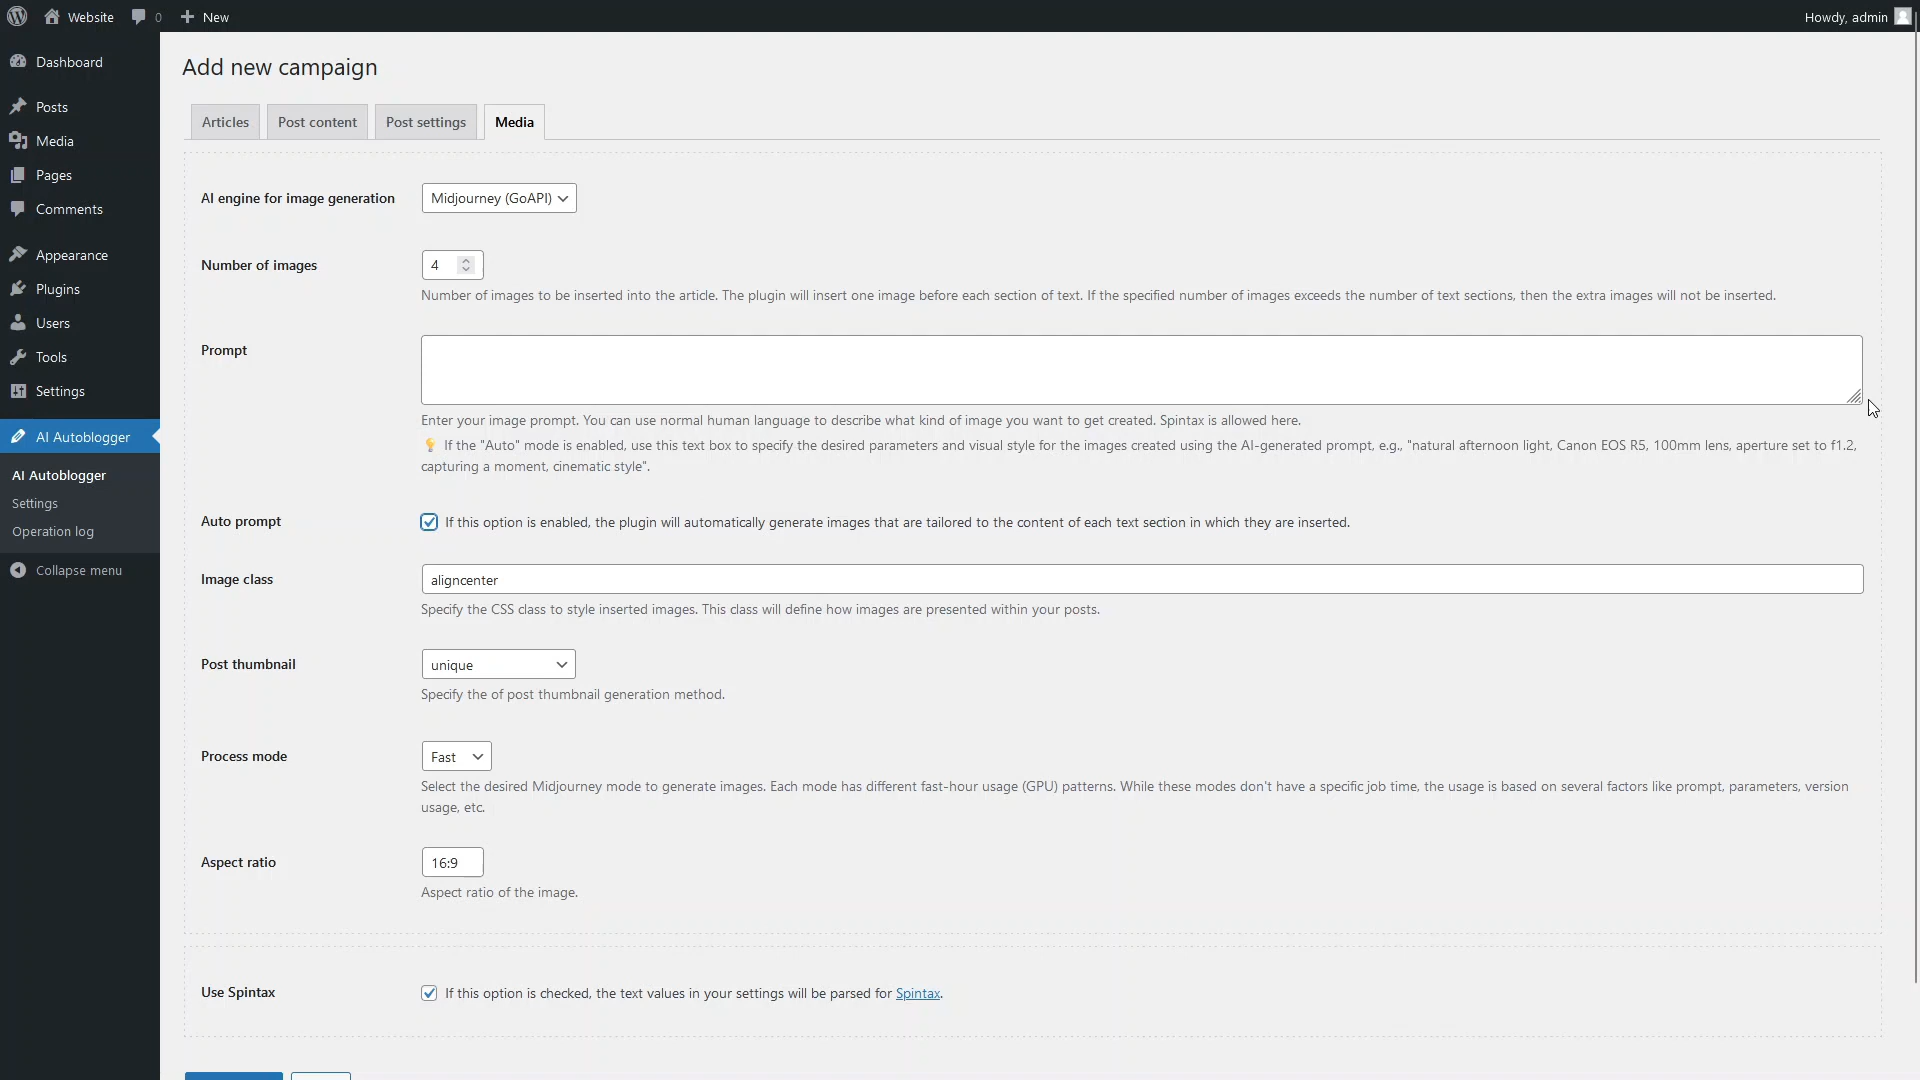 Website
0
New
Howdy, admin
Dashboard
Posts
Media
Pages
Comments
Appearance
Plugins
Users
Tools
Settings
AI Autoblogger
AI Autoblogger
Settings
Operation log
Collapse menu
Add new campaign
Articles
Post content
Post settings
Media
AI engine for image generation
Midjourney (GoAPI)
Number of images
4
Number of images to be inserted into the article. The plugin will insert one image before each section of text. If the specified number of images exceeds the number of text sections, then the extra images will not be inserted.
Prompt
Enter your image prompt. You can use normal human language to describe what kind of image you want to get created. Spintax is allowed here.
If the "Auto" mode is enabled, use this text box to specify the desired parameters and visual style for the images created using the AI-generated prompt, e.g., "natural afternoon light, Canon EOS R5, 100mm lens, aperture set to f1.2,
capturing a moment, cinematic style".
Auto prompt
If this option is enabled, the plugin will automatically generate images that are tailored to the content of each text section in which they are inserted.
Image class
aligncenter
Specify the CSS class to style inserted images. This class will define how images are presented within your posts.
Post thumbnail
unique
Specify the of post thumbnail generation method.
Process mode
Fast
Select the desired Midjourney mode to generate images. Each mode has different fast-hour usage (GPU) patterns. While these modes don't have a specific job time, the usage is based on several factors like prompt, parameters, version
usage, etc.
Aspect ratio
16:9
Aspect ratio of the image.
Use Spintax
If this option is checked, the text values in your settings will be parsed for Spintax.